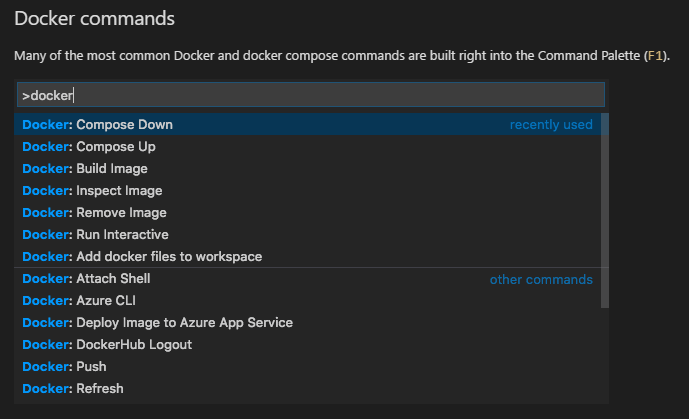 Docker commands
Many of the most common Docker and docker compose commands are built right into the Command Palette (F1).
>docker
Docker: Compose Down recently used
Docker: Compose Up
Docker: Build Image
Docker: Inspect Image
Docker: Remove Image
Docker: Run Interactive
Docker: Add docker files to workspace
Docker: Attach Shell other commands
Docker: Azure CLI
Docker: Deploy Image to Azure App Service
Docker: DockerHub Logout
Docker: Push
Docker: Refresh